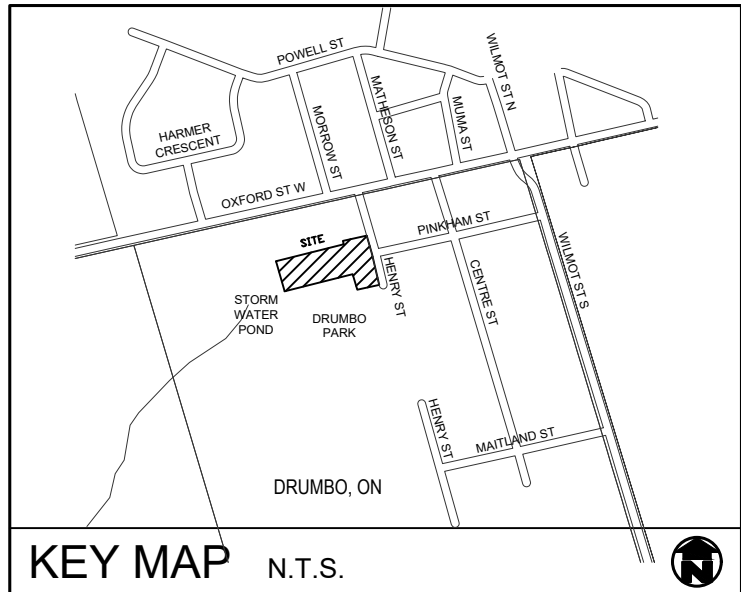 POWELL ST
WILMOT ST N
MATHESON ST
MORROW ST
MUMA ST
HARMER
CRESCENT
OXFORD ST W
PINKHAM ST
SITE
WILMOT ST S
HENRY ST
CENTRE ST
STORM
WATER
POND
DRUMBO
PARK
HENRY ST
MAITLAND ST
DRUMBO, ON
KEY MAP N.T.S.
N